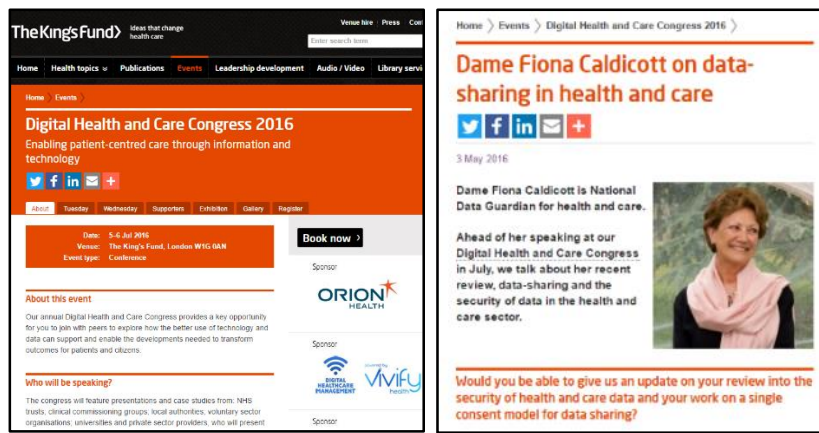 TheKing'sFund>
Ideas that change
health care
Venue hire Press
Enter search term
Home Health topics Publications Events Leadership development Audio / Video Library
Home Events
Digital Health and Care Congress 2016
Enabling patient-centred care through information and
technology
About Tuesday Wednesday Supporters Exhibition Gallery Register
Date: 5-6 Jul 2016
Venue: The King's Fund, London W1G 0AN
Event type: Conference
Book now >
Sponsor
ORION
HEALTH
About this event
Our annual Digital Health and Care Congress provides a key opportunity
for you to join with peers to explore how the better use of technology and
data can support and enable the developments needed to transform
outcomes for patients and citizens.
Sponsor
DIGITAL
HEALTHCARE
MANAGEMENT
Vivify
health
Who will be speaking?
The congress will feature presentations and case studies from: NHS
trusts, clinical commissioning groups, local authorities, voluntary sector
organisations, universities and private sector providers, who will present
Sponsor
Home > Events > Digital Health and Care Congress 2016 >
Dame Fiona Caldicott on data-
sharing in health and care
3 May 2016
Dame Fiona Caldicott is National
Data Guardian for health and care.
Ahead of her speaking at our
Digital Health and Care Congress
in July, we talk about her recent
review, data-sharing and the
security of data in the health and
care sector.
Would you be able to give us an update on your review into the
security of health and care data and your work on a single
consent model for data sharing?